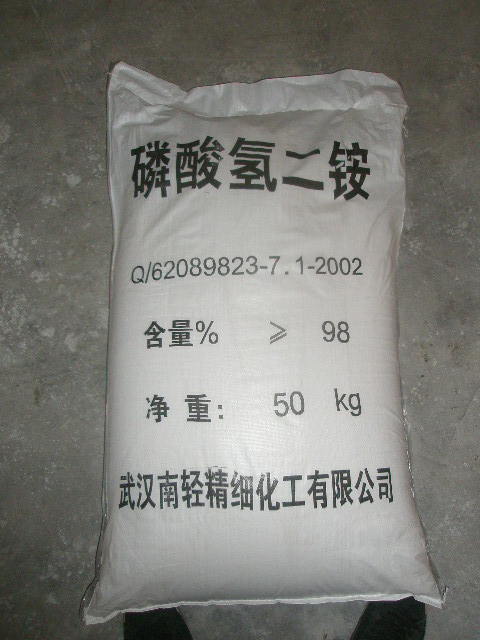 磷酸氢二铵
Q/62089823-7.1-2002
含量% ≥ 98
净重: 50 kg
武汉南轻精细化工有限公司